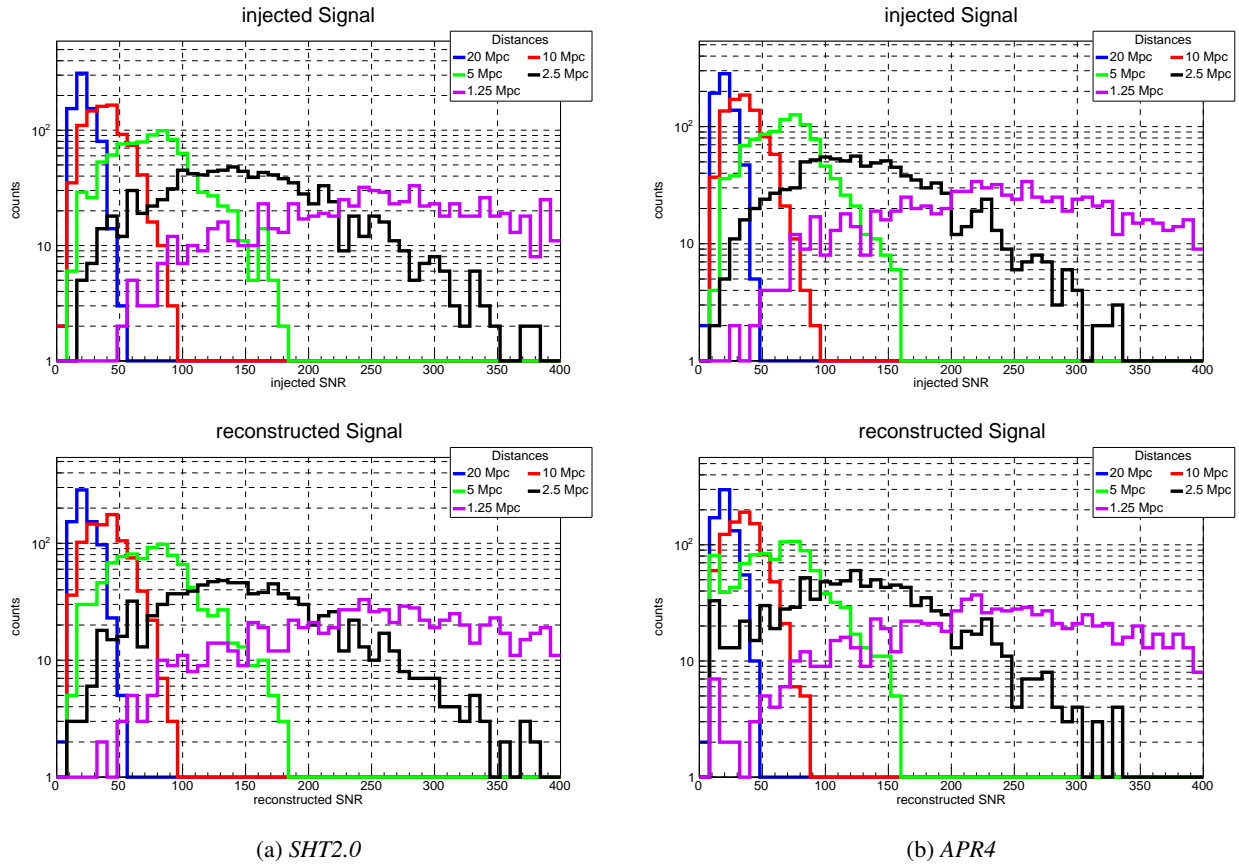 injected Signal
Distances
20 Mpc 10 Mpc
5 Mpc 2.5 Mpc
1.25 Mpc
counts
10²
10
1
0 50 100 150 200 250 300 350 400
injected SNR
injected Signal
Distances
20 Mpc 10 Mpc
5 Mpc 2.5 Mpc
1.25 Mpc
counts
10²
10
1
0 50 100 150 200 250 300 350 400
injected SNR
reconstructed Signal
Distances
20 Mpc 10 Mpc
5 Mpc 2.5 Mpc
1.25 Mpc
counts
10²
10
1
0 50 100 150 200 250 300 350 400
reconstructed SNR
reconstructed Signal
Distances
20 Mpc 10 Mpc
5 Mpc 2.5 Mpc
1.25 Mpc
counts
10²
10
1
0 50 100 150 200 250 300 350 400
reconstructed SNR
(a) SHT2.0
(b) APR4